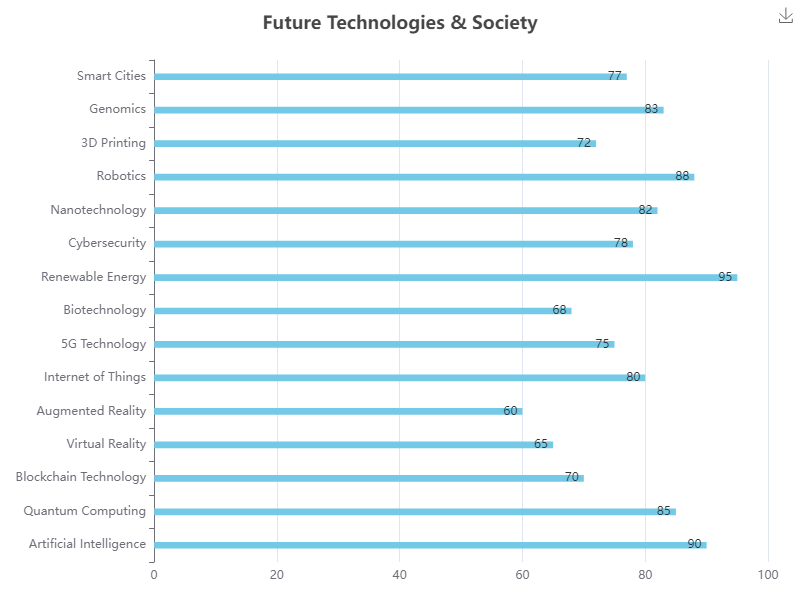 Future Technologies & Society
Smart Cities 77
Genomics 83
3D Printing 72
Robotics 88
Nanotechnology 82
Cybersecurity 78
Renewable Energy 95
Biotechnology 68
5G Technology 75
Internet of Things 80
Augmented Reality 60
Virtual Reality 65
Blockchain Technology 70
Quantum Computing 85
Artificial Intelligence 90
0 20 40 60 80 100